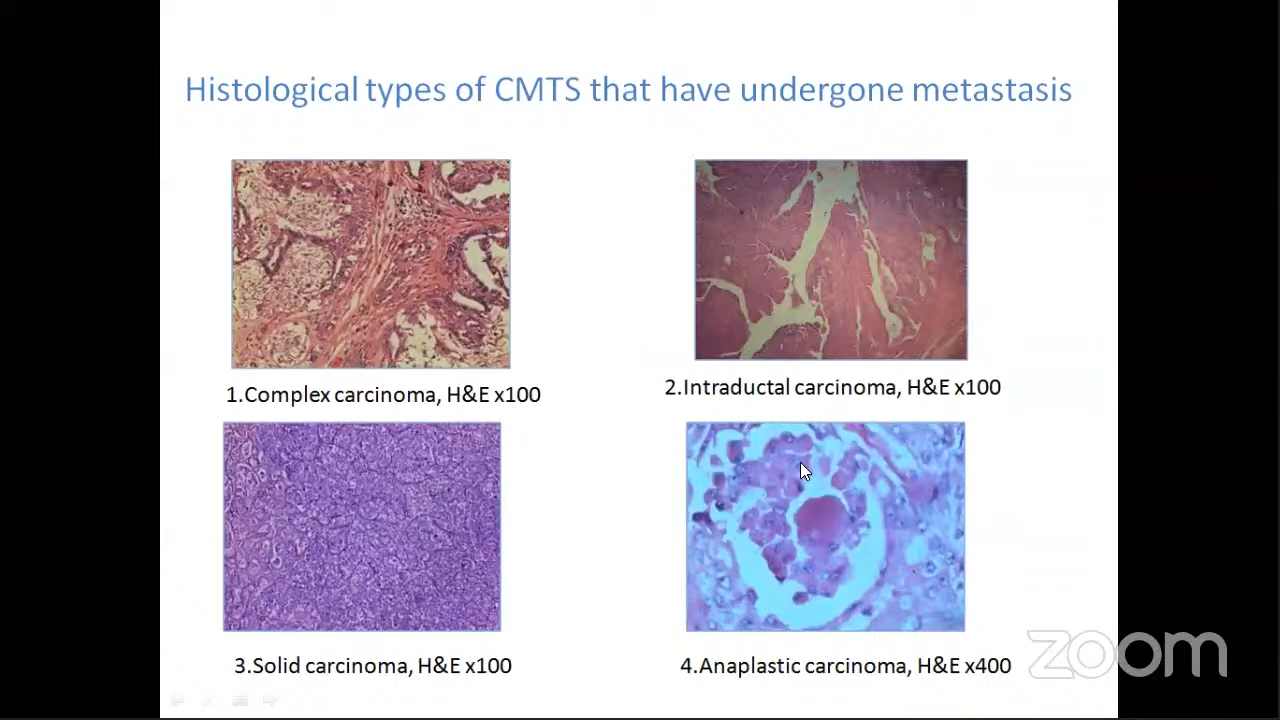 Histological types of CMTS that have undergone metastasis
1.Complex carcinoma, H&E x100
2.Intraductal carcinoma, H&E x100
3.Solid carcinoma, H&E x100
4.Anaplastic carcinoma, H&E x400
zoom